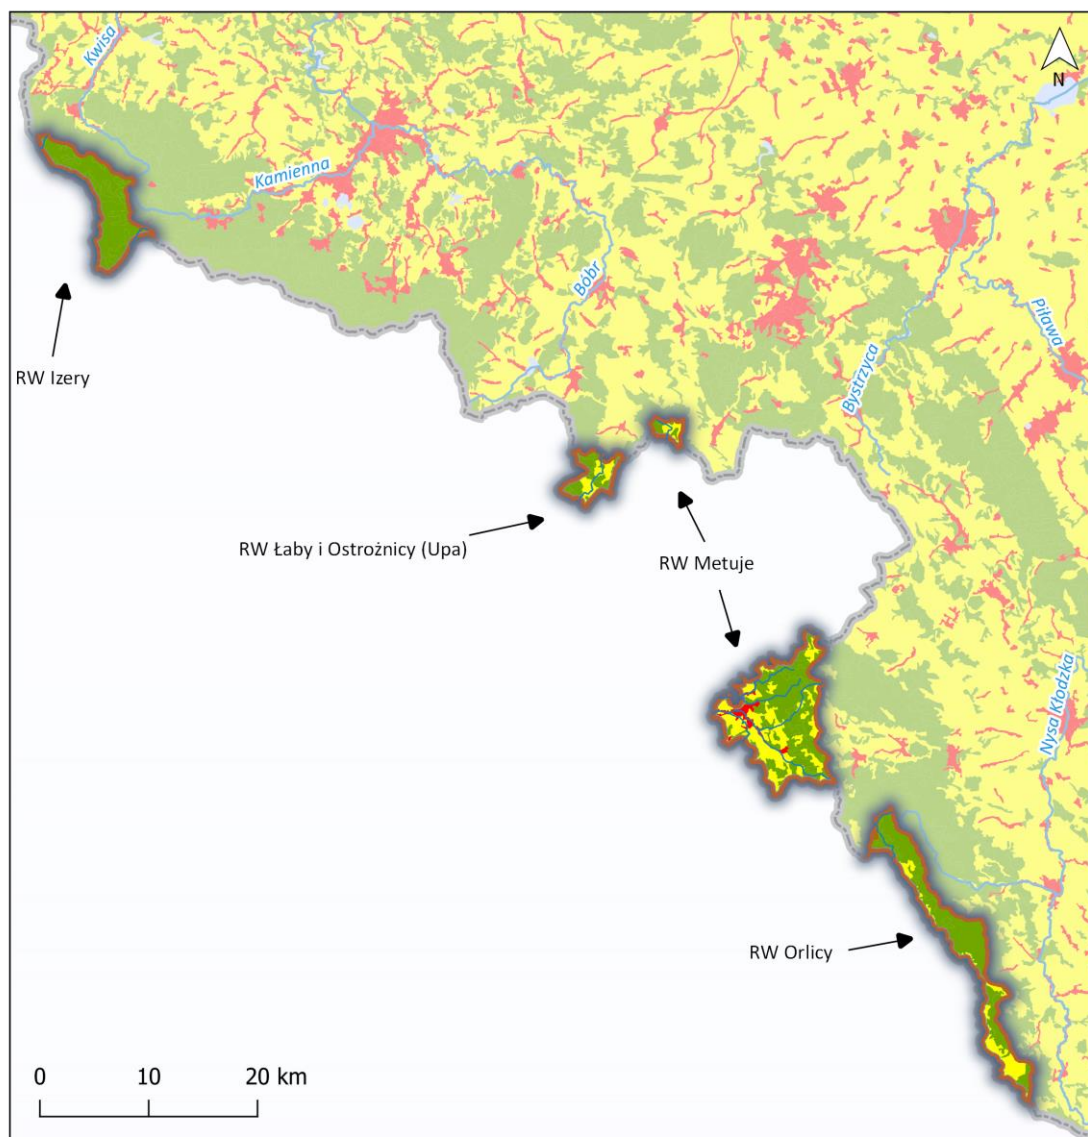 Kwisa
N
Kamienna
Bóbr
Piława
Bystrzyca
RW Izery
RW Łaby i Ostrożnicy (Upa)
RW Metuje
Nysa Kłodzka
RW Orlicy
0 10 20 km